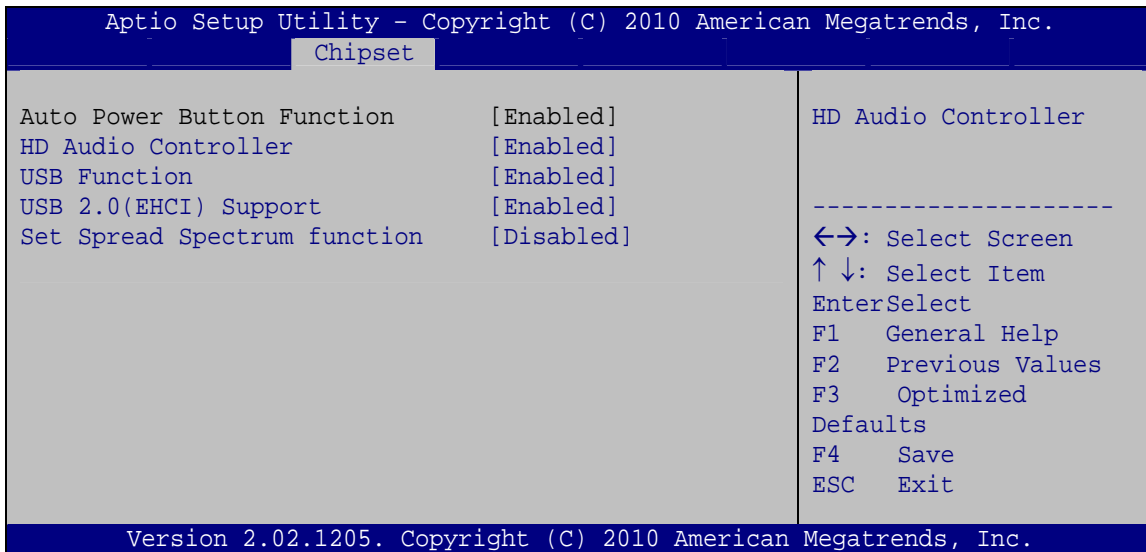 Aptio Setup Utility – Copyright (C) 2010 American Megatrends, Inc.
Chipset
Auto Power Button Function [Enabled]
HD Audio Controller [Enabled]
USB Function [Enabled]
USB 2.0(EHCI) Support [Enabled]
Set Spread Spectrum function [Disabled]
HD Audio Controller
---------------------
←→: Select Screen
↑ ↓: Select Item
EnterSelect
F1 General Help
F2 Previous Values
F3 Optimized
Defaults
F4 Save
ESC Exit
Version 2.02.1205. Copyright (C) 2010 American Megatrends, Inc.